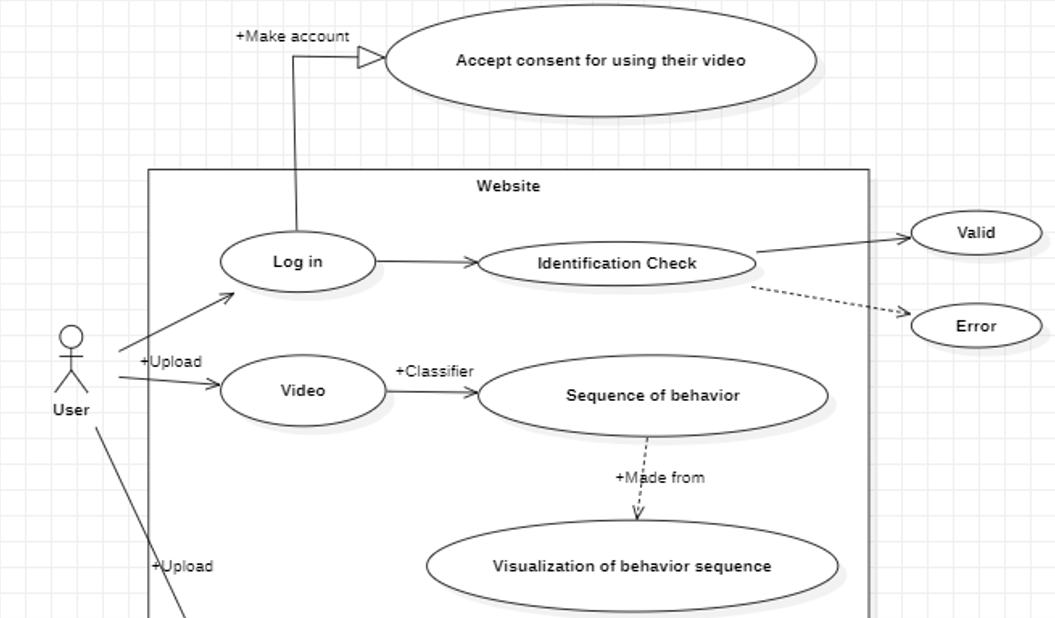 +Make account
Accept consent for using their video
Website
Log in
Identification Check
Valid
Error
+Upload
User
Video
+Classifier
Sequence of behavior
+Made from
+Upload
Visualization of behavior sequence